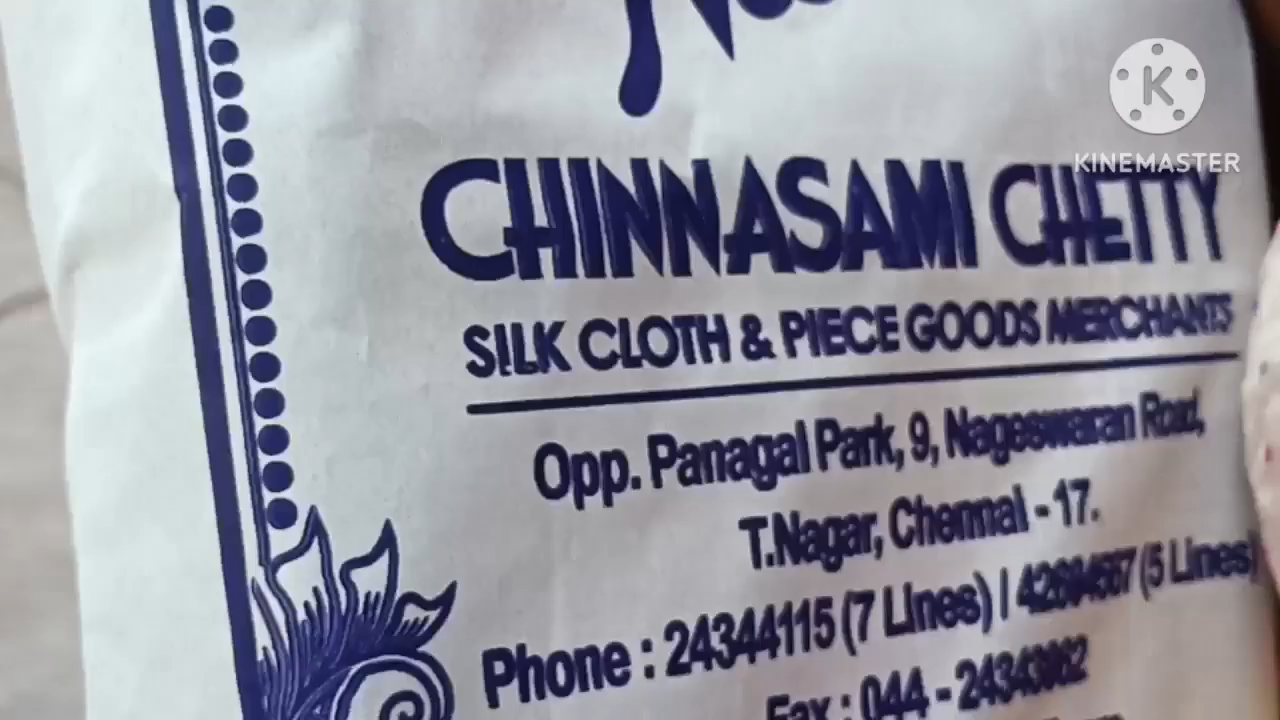 KINEMASTER
CHINNASAMI CHETTY
SILK CLOTH & PIECE GOODS MERCHANTS
Opp. Panagal Park, 9, Nageswaran Road,
T.Nagar, Chennai - 17.
Phone : 24344115 (7 Lines) / (5 Lines)
Fax : 044 -